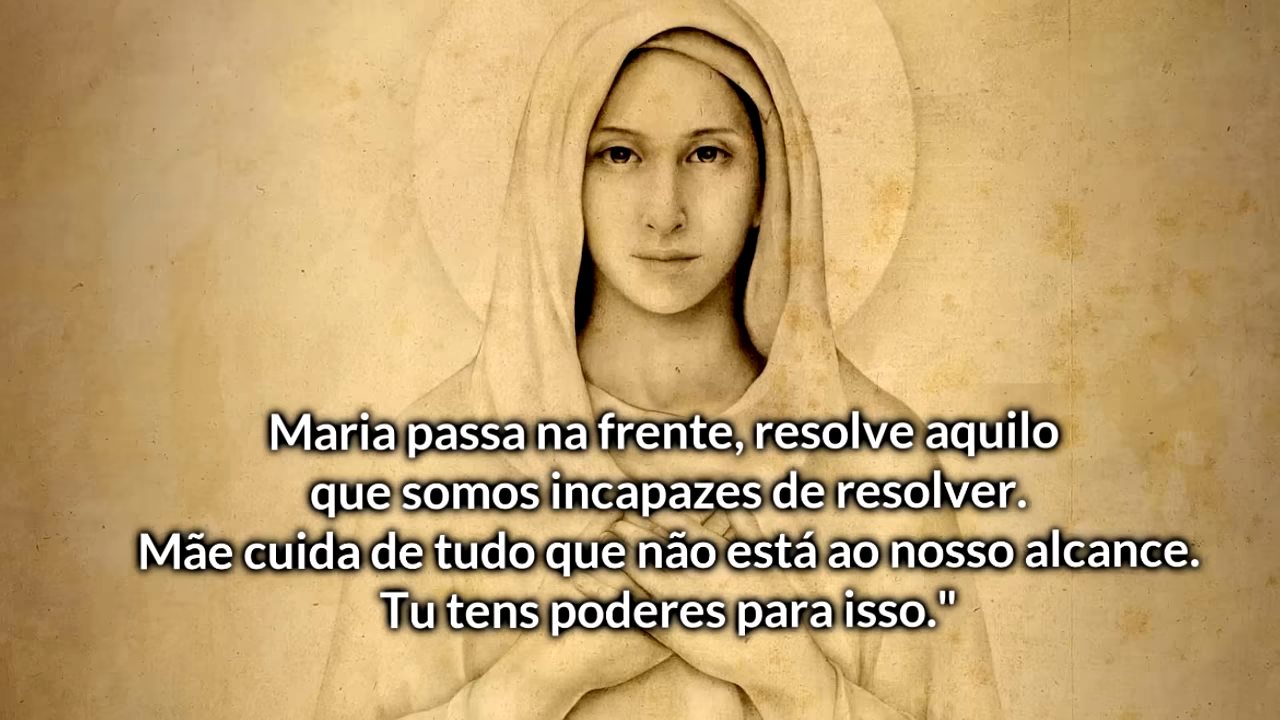 Maria passa na frente, resolve aquilo
que somos incapazes de resolver.
Mãe cuida de tudo que não está ao nosso alcance.
Tu tens poderes para isso."